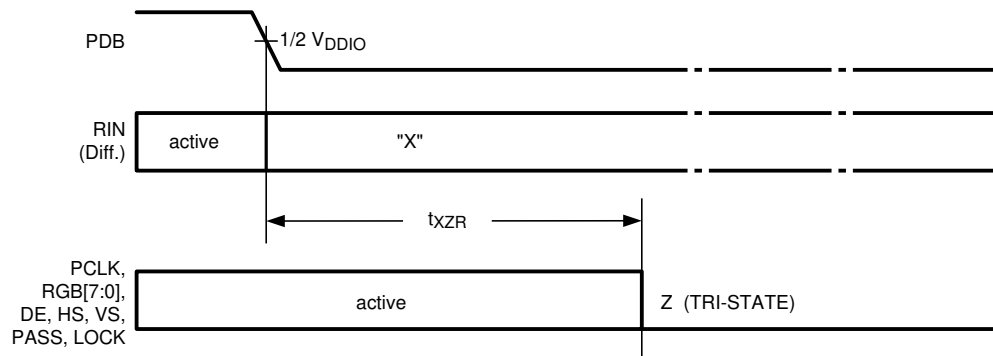 PDB
1/2 VDDIO
RIN
(Diff.)
active
"X"
tXZR
PCLK,
RGB[7:0],
DE, HS, VS,
PASS, LOCK
active
Z (TRI-STATE)